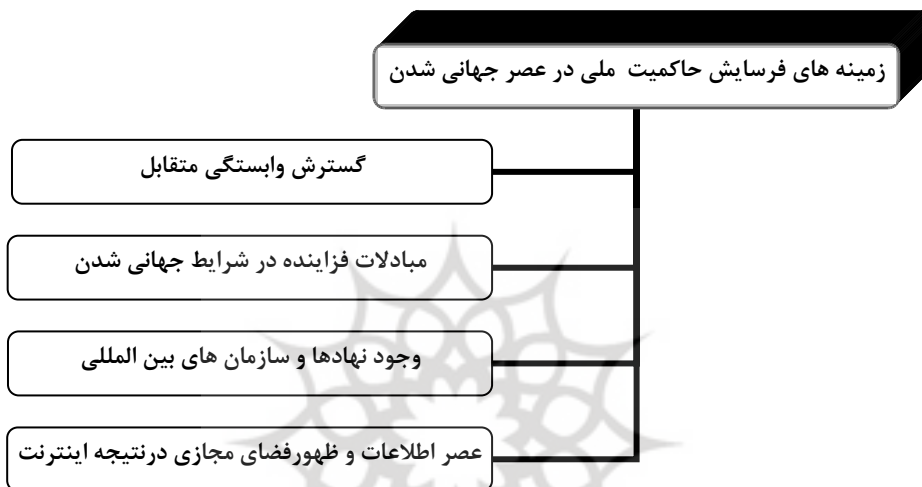 زمینه های فرسایش حاکمیت ملی در عصر جهانی شدن
گسترش وابستگی متقابل
مبادلات فزاینده در شرایط جهانی شدن
وجود نهادها و سازمان های بین المللی
عصر اطلاعات و ظهورفضای مجازی درنتیجه اینترنت